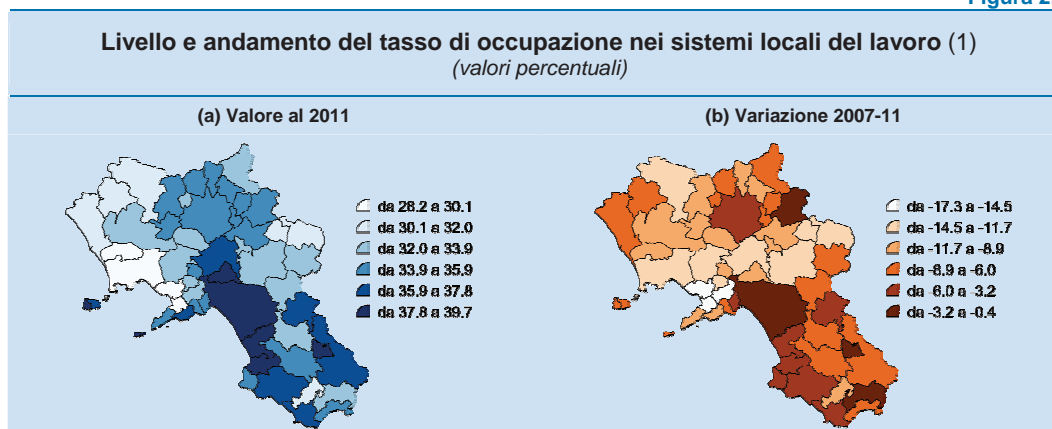 Figura 2
Livello e andamento del tasso di occupazione nei sistemi locali del lavoro (1)
(valori percentuali)
(a) Valore al 2011
(b) Variazione 2007-11
da 28.2 a 30.1
da 30.1 a 32.0
da 32.0 a 33.9
da 33.9 a 35.9
da 35.9 a 37.8
da 37.8 a 39.7
da -17.3 a -14.5
da -14.5 a -11.7
da -11.7 a -8.9
da -8.9 a -6.0
da -6.0 a -3.2
da -3.2 a -0.4